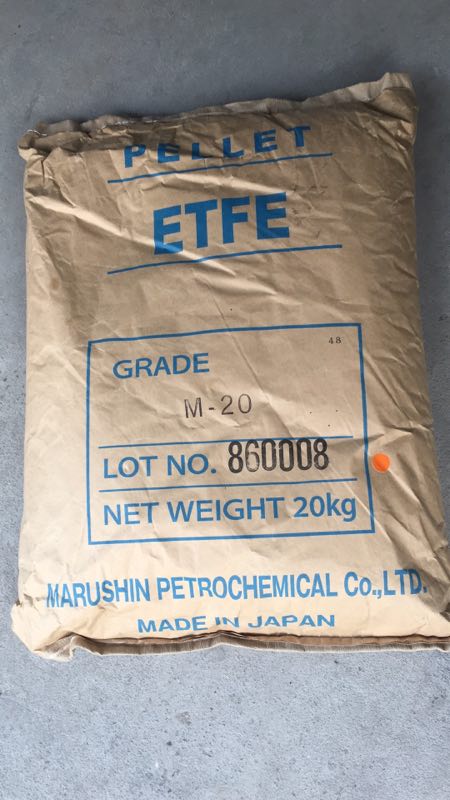 PELLET
ETFE
48
GRADE
M-20
LOT NO. 860008
NET WEIGHT 20kg
MARUSHIN PETROCHEMICAL Co.,LTD.
MADE IN JAPAN